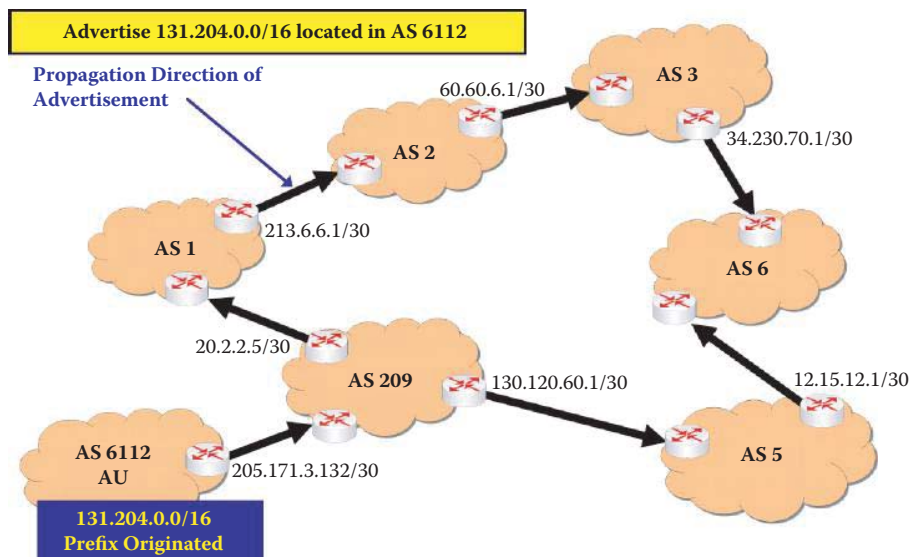 Advertise 131.204.0.0/16 located in AS 6112
Propagation Direction of
Advertisement
60.60.6.1/30
AS 3
AS 2
34.230.70.1/30
213.6.6.1/30
AS 1
AS 6
20.2.2.5/30
AS 209
130.120.60.1/30
12.15.12.1/30
AS 6112
AU
205.171.3.132/30
AS 5
131.204.0.0/16
Prefix Originated